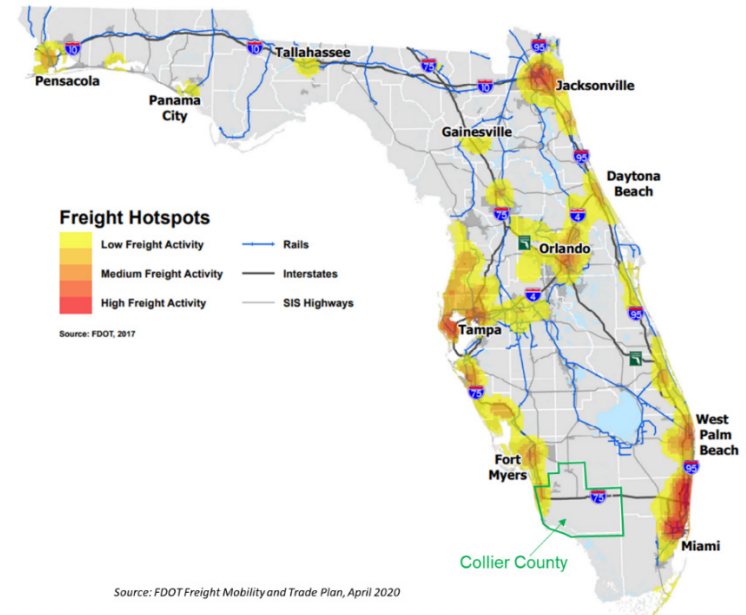 10
10
Tallahassee
75
10
95
Jacksonville
Pensacola
Panama
City
Gainesville
95
Daytona
Beach
75
4
Orlando
Freight Hotspots
Low Freight Activity
Rails
Medium Freight Activity
Interstates
High Freight Activity
SIS Highways
Source: FDOT, 2017
4
95
Tampa
75
West
Palm
Beach
Fort
Myers
95
75
Miami
Collier County
Source: FDOT Freight Mobility and Trade Plan, April 2020